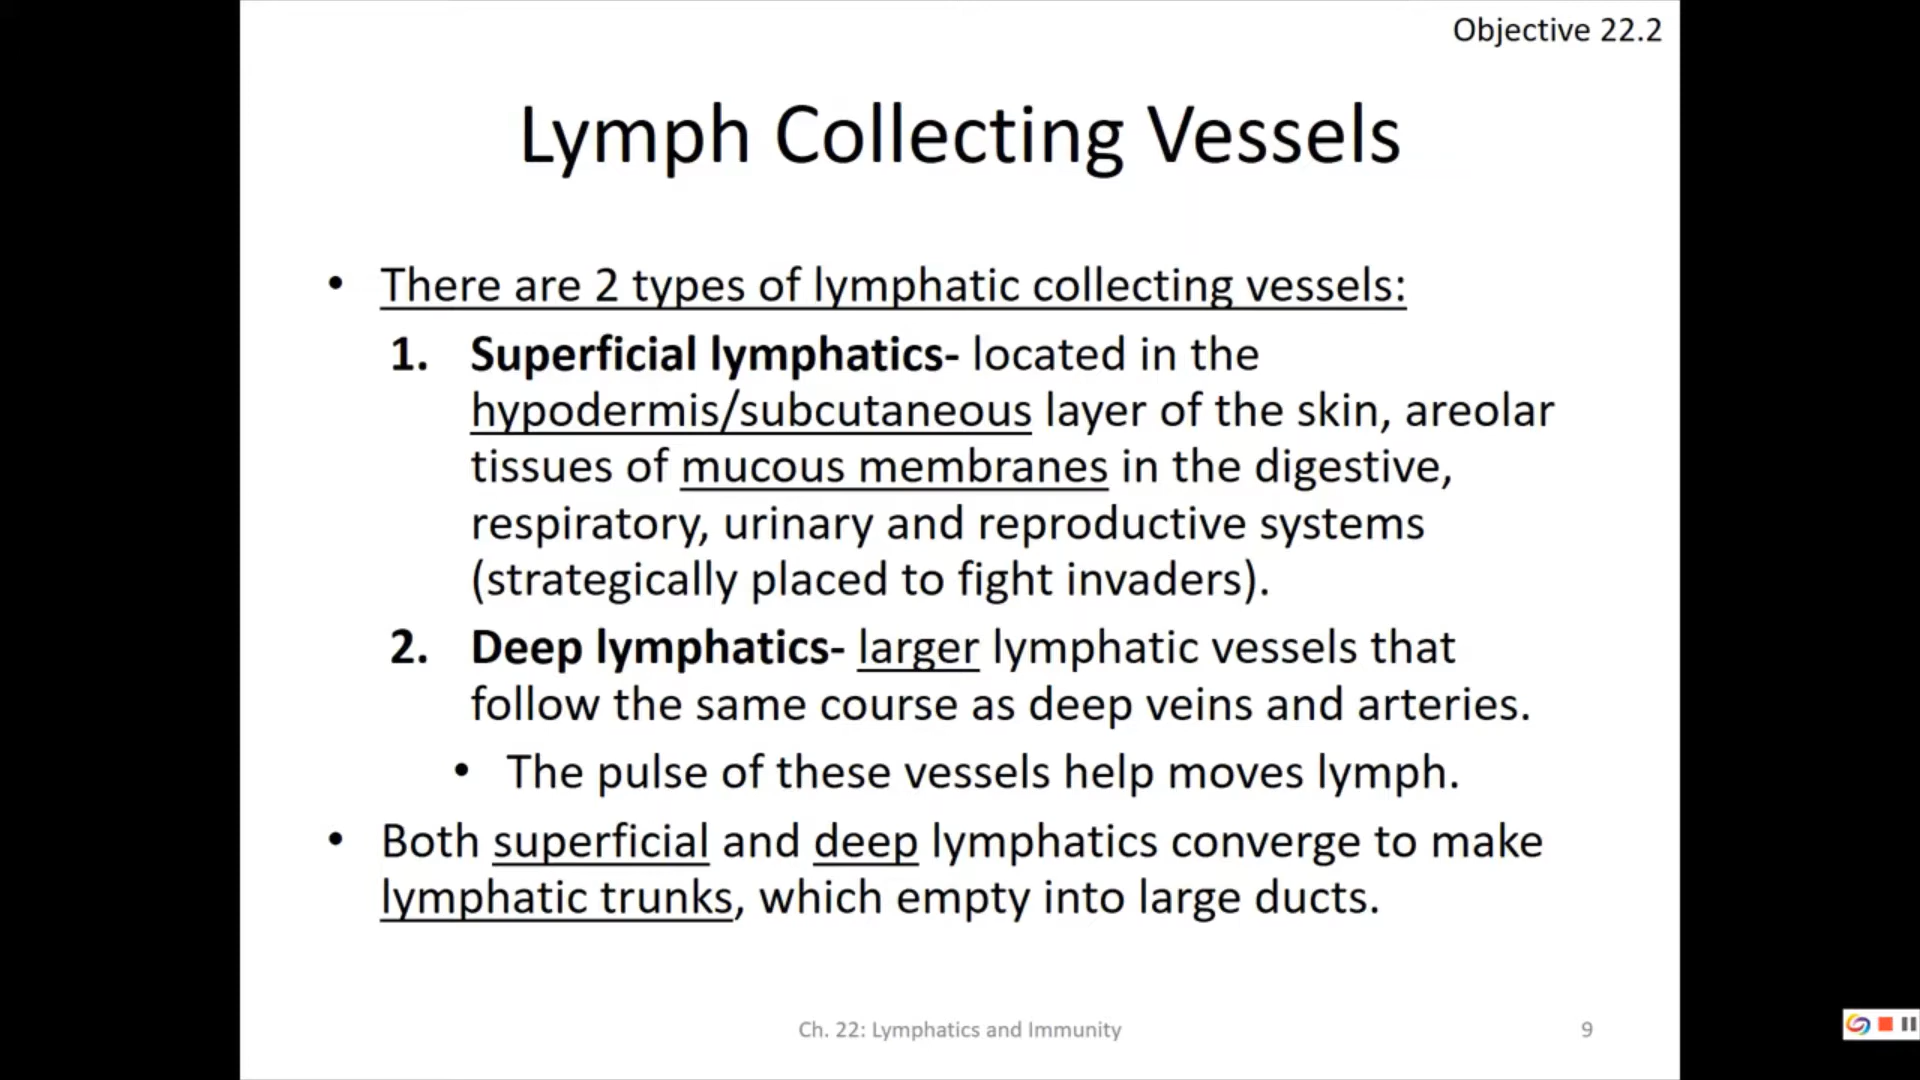 Objective 22.2
Lymph Collecting Vessels
• There are 2 types of lymphatic collecting vessels:
1. Superficial lymphatics- located in the
hypodermis/subcutaneous layer of the skin, areolar
tissues of mucous membranes in the digestive,
respiratory, urinary and reproductive systems
(strategically placed to fight invaders).
2. Deep lymphatics- larger lymphatic vessels that
follow the same course as deep veins and arteries.
• The pulse of these vessels help moves lymph.
• Both superficial and deep lymphatics converge to make
lymphatic trunks, which empty into large ducts.
Ch. 22: Lymphatics and Immunity
9